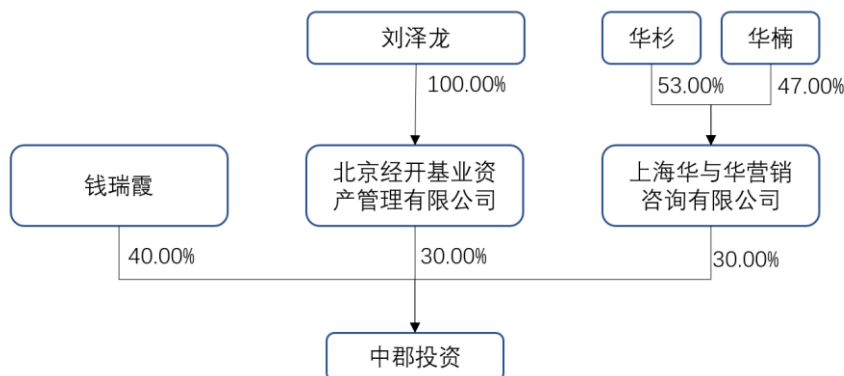 刘泽龙
华杉
华楠
100.00%
53.00%
47.00%
钱瑞霞
北京经开基业资
产管理有限公司
上海华与华营销
咨询有限公司
40.00%
30.00%
30.00%
中郡投资